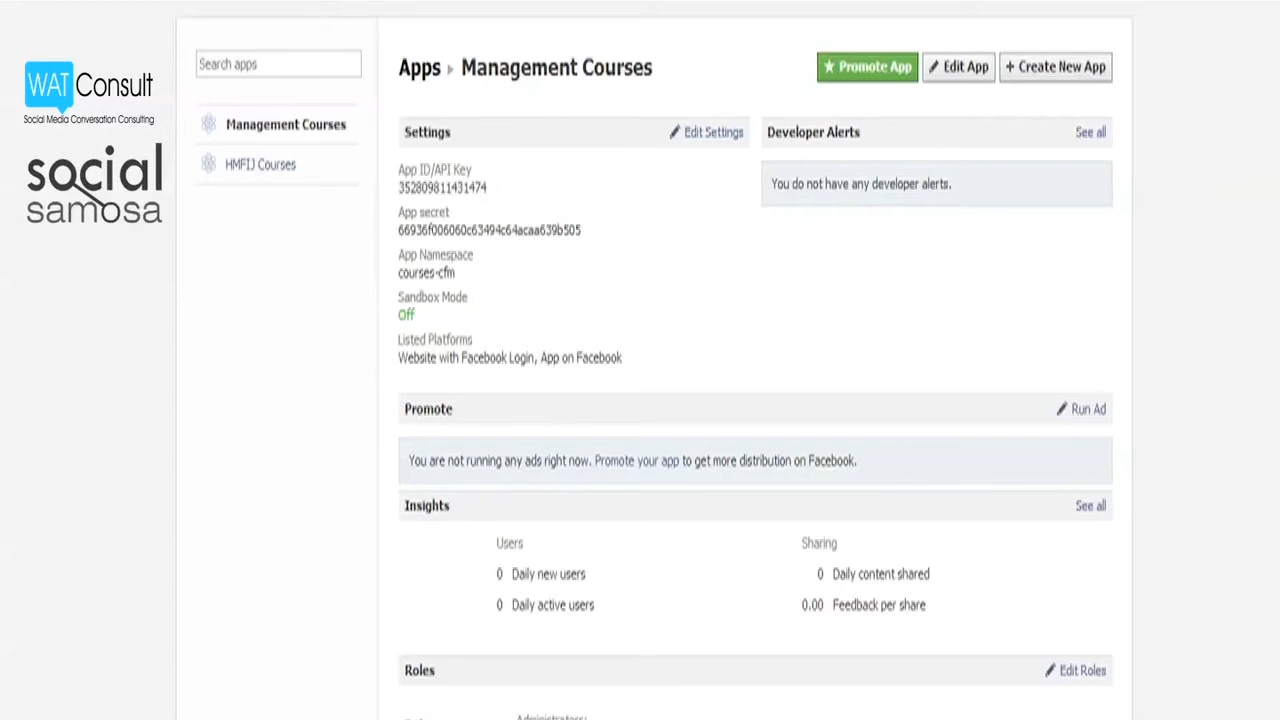 WATConsult
Social Media Conversation Consulting
social
samosa
Search apps
Management Courses
HMFIJ Courses
Apps Management Courses
Promote App
Edit App
+ Create New App
Settings
Edit Settings
App ID/API Key
352809811431474
App secret
66936f006060c63494c64acaa639b505
App Namespace
courses-cfm
Sandbox Mode
Off
Listed Platforms
Website with Facebook Login, App on Facebook
Developer Alerts
See all
You do not have any developer alerts.
Promote
Run Ad
You are not running any ads right now. Promote your app to get more distribution on Facebook.
Insights
See all
Users
0 Daily new users
0 Daily active users
Sharing
0 Daily content shared
0.00 Feedback per share
Roles
Edit Roles
Administrators: